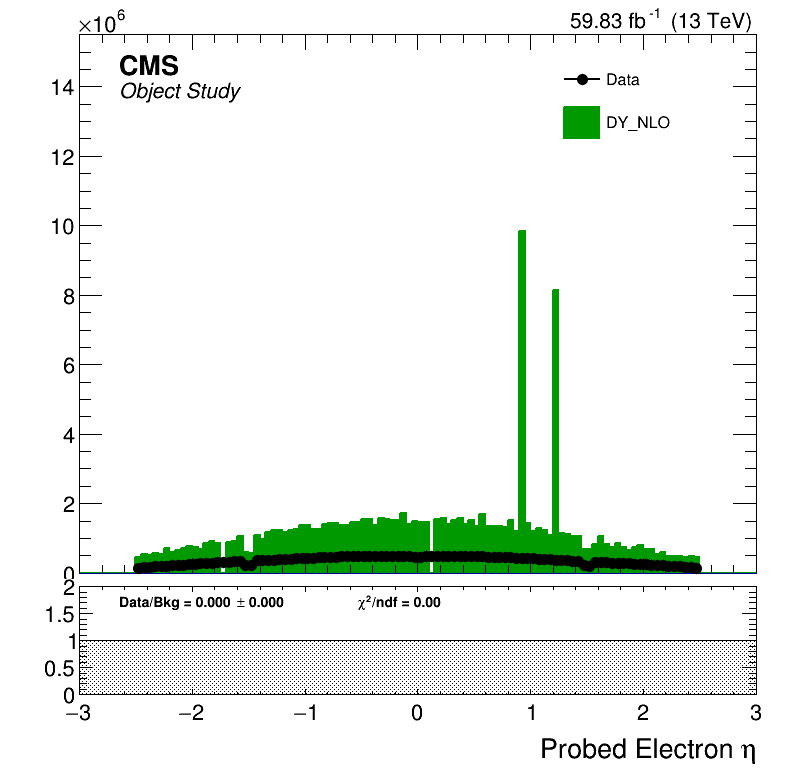 ×10⁶
59.83 fb⁻¹ (13 TeV)
CMS
Object Study
Data
DY_NLO
14
12
10
8
6
4
2
0
Data/Bkg = 0.000 ± 0.000
χ²/ndf = 0.00
2
1.5
1
0.5
0
−3 −2 −1 0 1 2 3
Probed Electron η